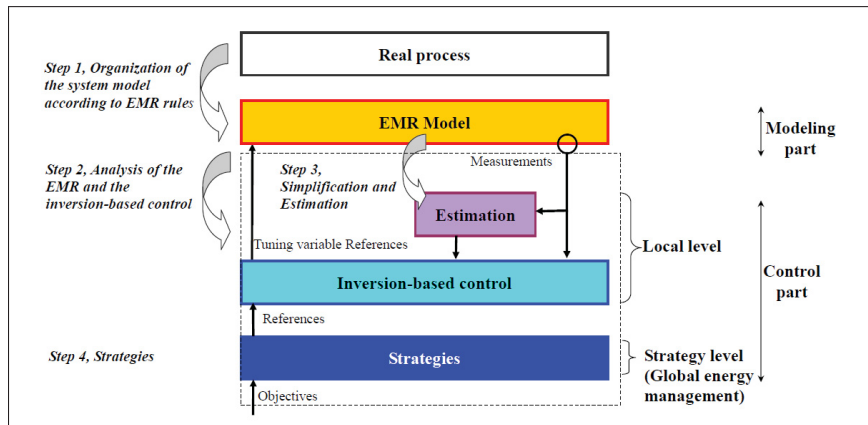 Real process
Step 1, Organization of
the system model
according to EMR rules
EMR Model
Modeling
part
Measurements
Step 2, Analysis of the
EMR and the
inversion-based control
Step 3,
Simplification and
Estimation
Estimation
Tuning variable References
Local level
Inversion-based control
Control
part
References
Step 4, Strategies
Strategies
Strategy level
(Global energy
management)
Objectives